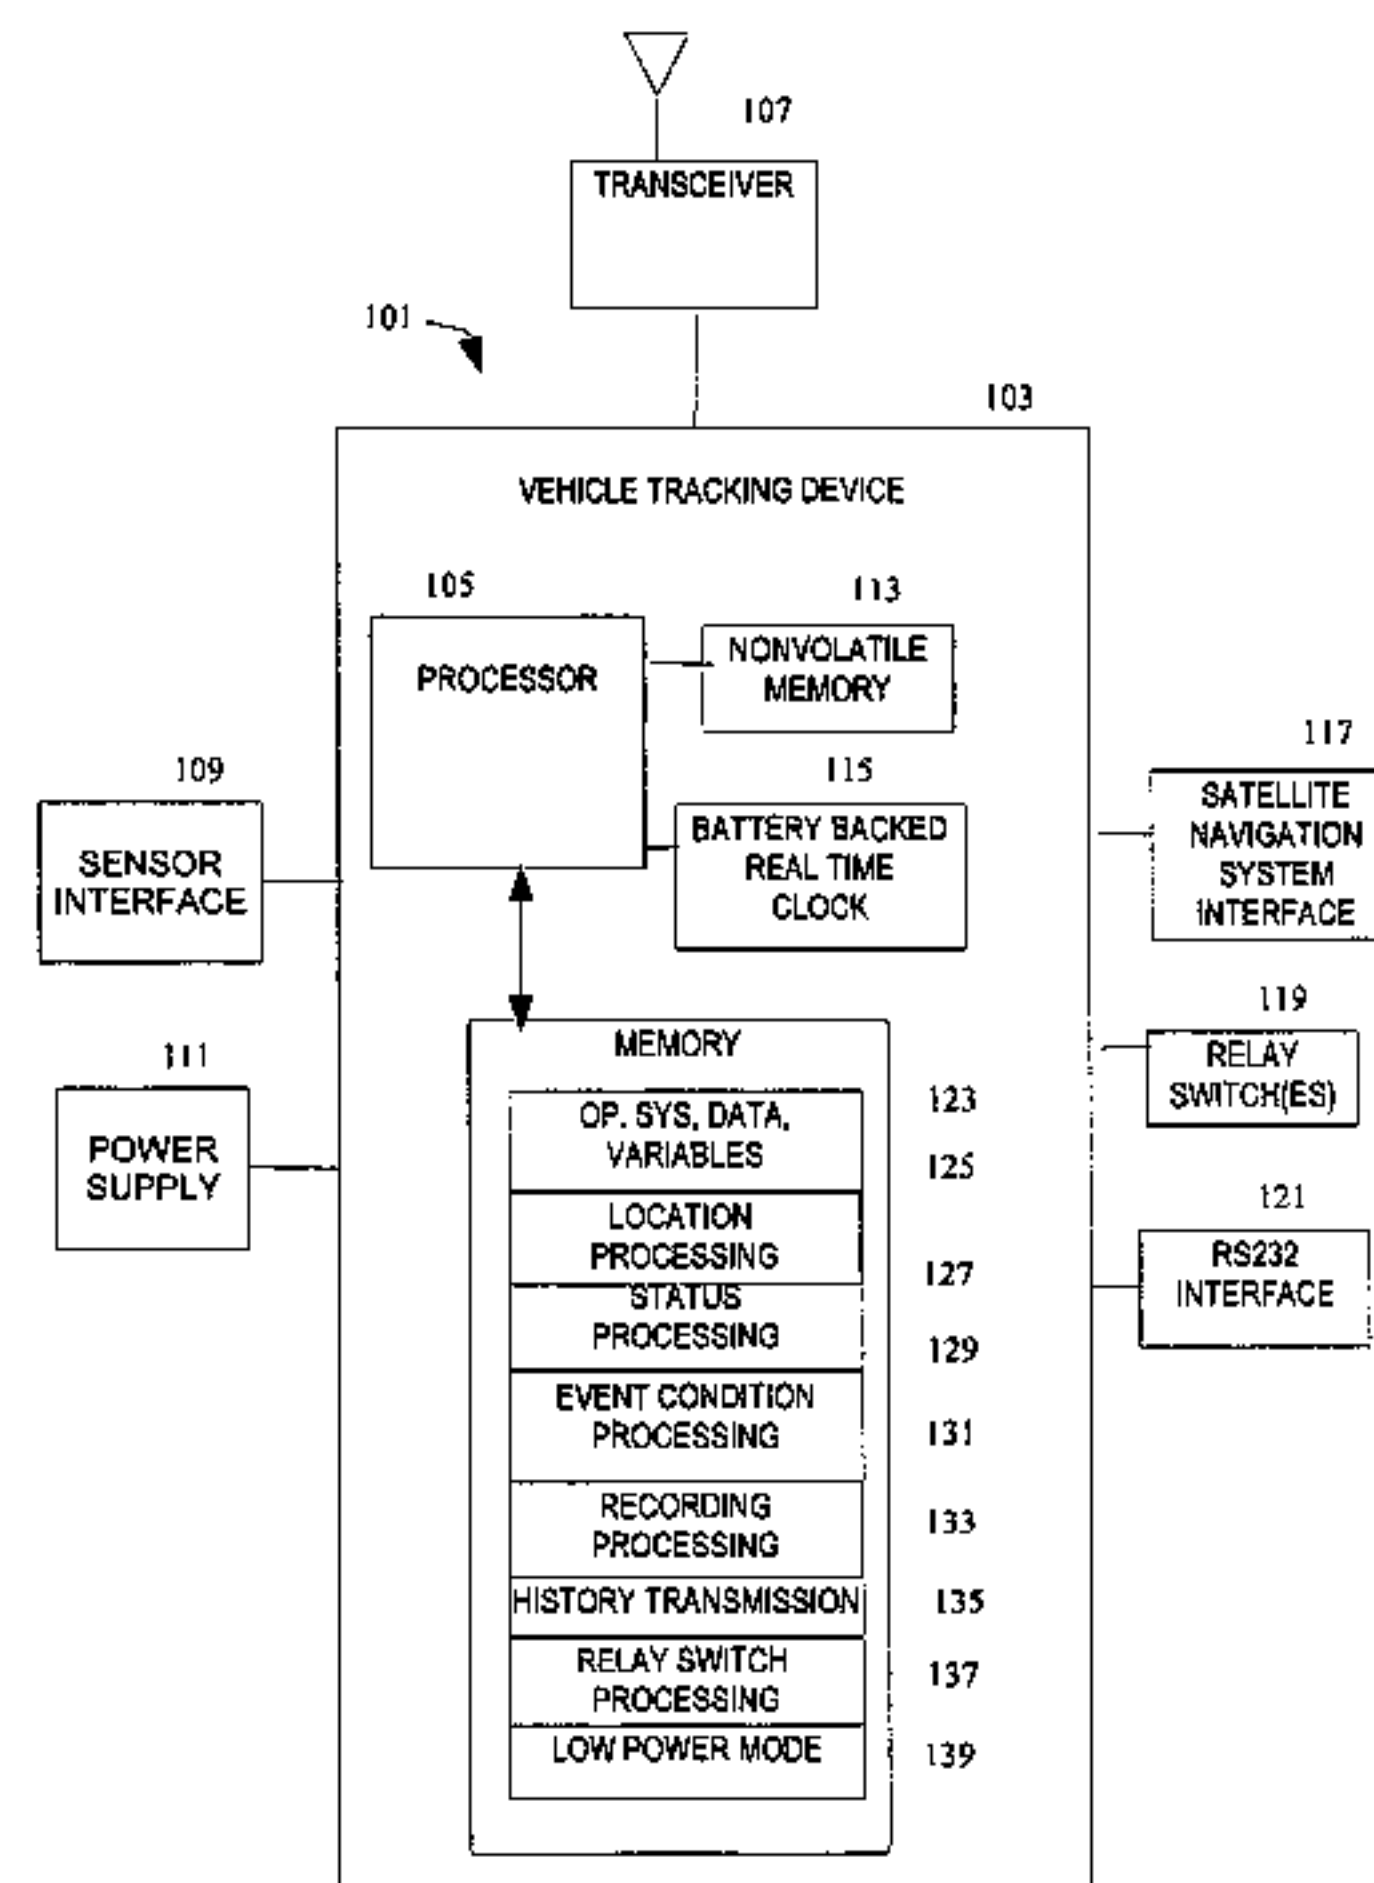 107
TRANSCEIVER
101
103
VEHICLE TRACKING DEVICE
105
PROCESSOR
113
NONVOLATILE
MEMORY
115
BATTERY BACKED
REAL TIME
CLOCK
109
SENSOR
INTERFACE
111
POWER
SUPPLY
117
SATELLITE
NAVIGATION
SYSTEM
INTERFACE
119
RELAY
SWITCH(ES)
121
RS232
INTERFACE
MEMORY
123
OP. SYS, DATA,
VARIABLES
125
LOCATION
PROCESSING
127
STATUS
PROCESSING
129
EVENT CONDITION
PROCESSING
131
RECORDING
PROCESSING
133
HISTORY TRANSMISSION
135
RELAY SWITCH
PROCESSING
137
LOW POWER MODE
139